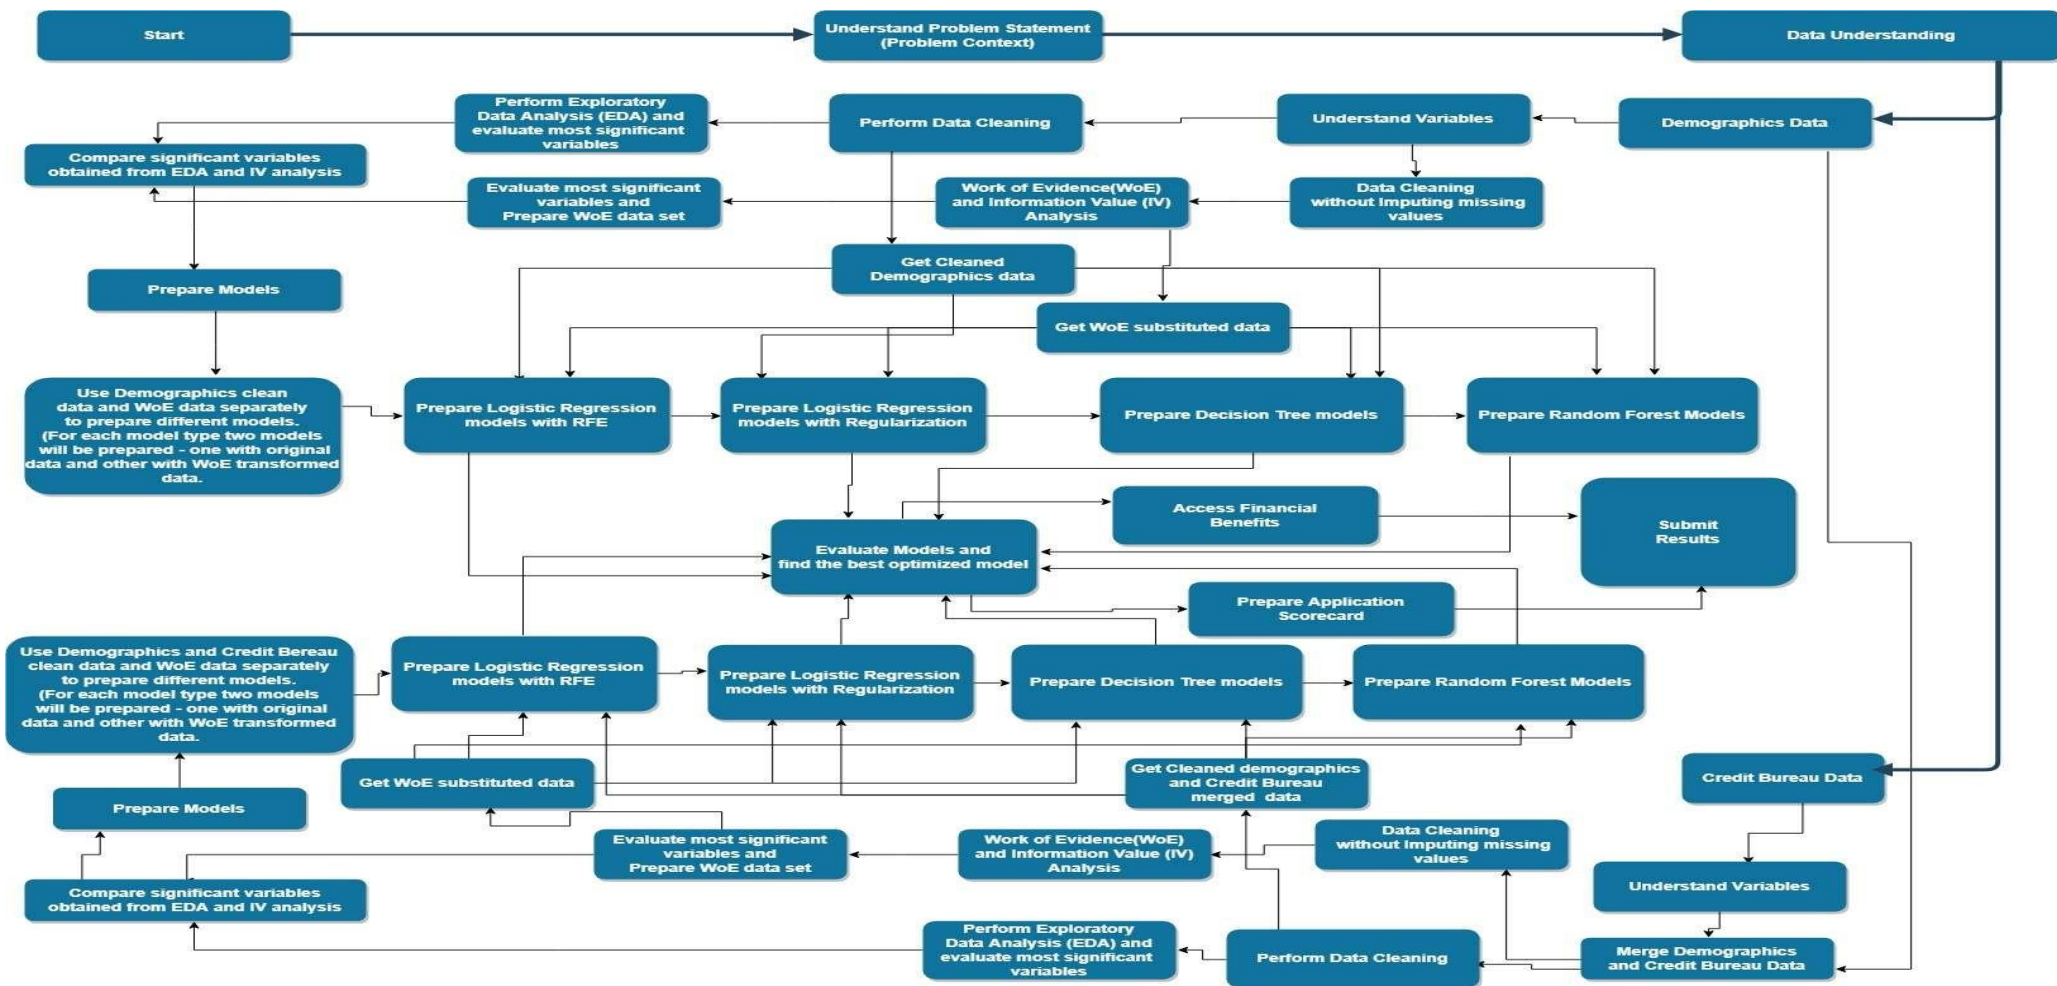 Start
Understand Problem Statement
(Problem Context)
Data Understanding
Perform Exploratory
Data Analysis (EDA) and
evaluate most significant
variables
Perform Data Cleaning
Understand Variables
Demographics Data
Compare significant variables
obtained from EDA and IV analysis
Evaluate most significant
variables and
Prepare WoE data set
Work of Evidence(WoE)
and Information Value (IV)
Analysis
Data Cleaning
without Imputing missing
values
Get Cleaned
Demographics data
Prepare Models
Get WoE substituted data
Use Demographics clean
data and WoE data separately
to prepare different models.
(For each model type two models
will be prepared - one with original
data and other with WoE transformed
data.
Prepare Logistic Regression
models with RFE
Prepare Logistic Regression
models with Regularization
Prepare Decision Tree models
Prepare Random Forest Models
Access Financial
Benefits
Submit
Results
Evaluate Models and
find the best optimized model
Prepare Application
Scorecard
Use Demographics and Credit Bereau
clean data and WoE data separately
to prepare different models.
(For each model type two models
will be prepared - one with original
data and other with WoE transformed
data.
Prepare Logistic Regression
models with RFE
Prepare Logistic Regression
models with Regularization
Prepare Decision Tree models
Prepare Random Forest Models
Get WoE substituted data
Get Cleaned demographics
and Credit Bureau
merged data
Credit Bureau Data
Prepare Models
Evaluate most significant
variables and
Prepare WoE data set
Work of Evidence(WoE)
and Information Value (IV)
Analysis
Data Cleaning
without Imputing missing
values
Understand Variables
Compare significant variables
obtained from EDA and IV analysis
Perform Exploratory
Data Analysis (EDA) and
evaluate most significant
variables
Perform Data Cleaning
Merge Demographics
and Credit Bureau Data